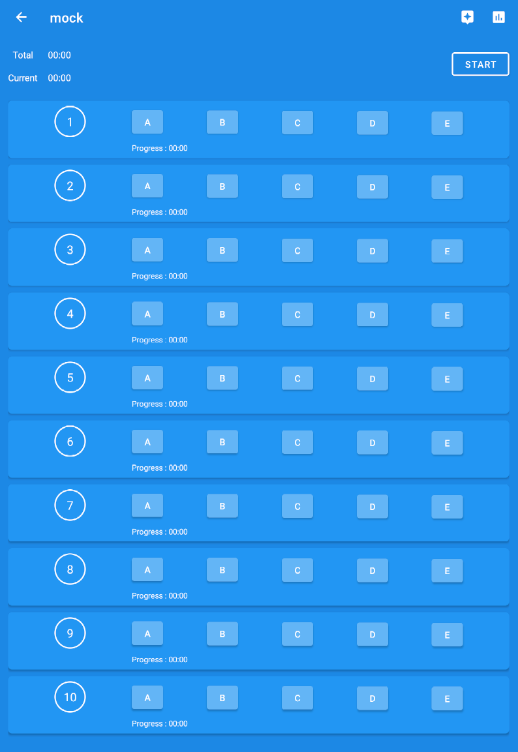 mock
Total 00:00
START
Current 00:00
1 A B C D E
Progress : 00:00
2 A B C D E
Progress : 00:00
3 A B C D E
Progress : 00:00
4 A B C D E
Progress : 00:00
5 A B C D E
Progress : 00:00
6 A B C D E
Progress : 00:00
7 A B C D E
Progress : 00:00
8 A B C D E
Progress : 00:00
9 A B C D E
Progress : 00:00
10 A B C D E
Progress : 00:00